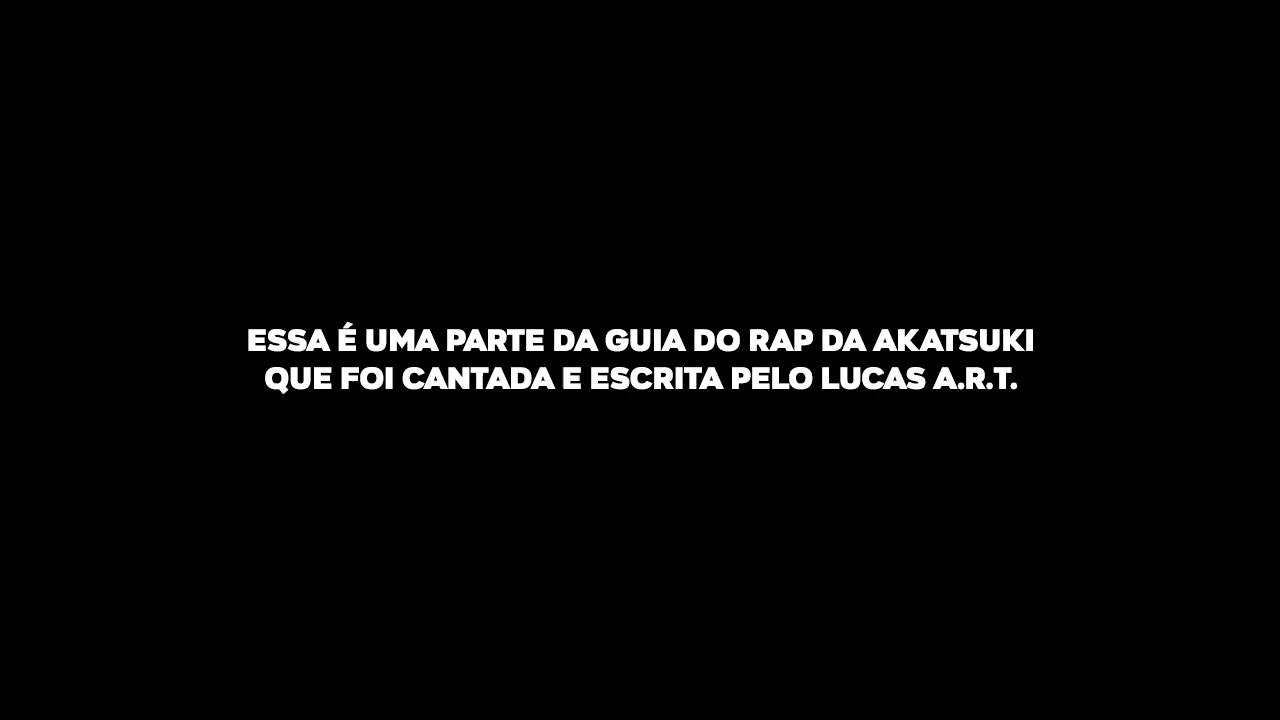 ESSA É UMA PARTE DA GUIA DO RAP DA AKATSUKI
QUE FOI CANTADA E ESCRITA PELO LUCAS A.R.T.